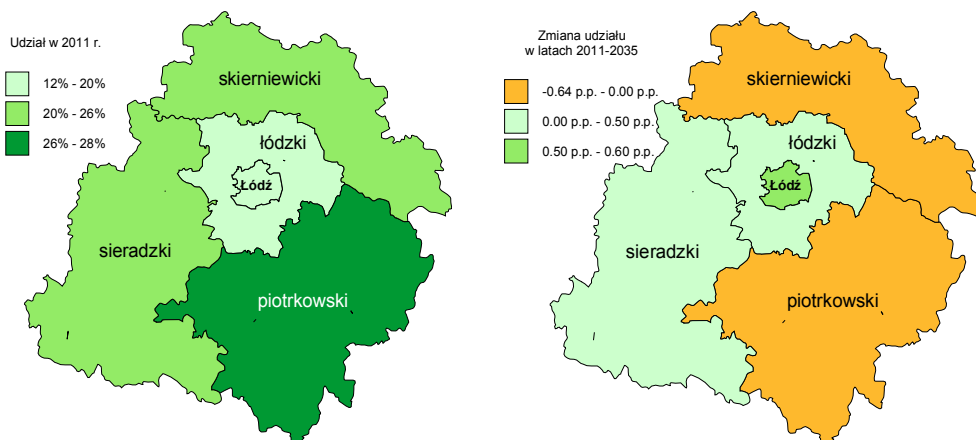 Udział w 2011 r.
12% - 20%
20% - 26%
26% - 28%
skierniewicki
łódzki
Łódź
sieradzki
piotrkowski
Zmiana udziału
w latach 2011-2035
-0.64 p.p. - 0.00 p.p.
0.00 p.p. - 0.50 p.p.
0.50 p.p. - 0.60 p.p.
skierniewicki
łódzki
Łódź
sieradzki
piotrkowski